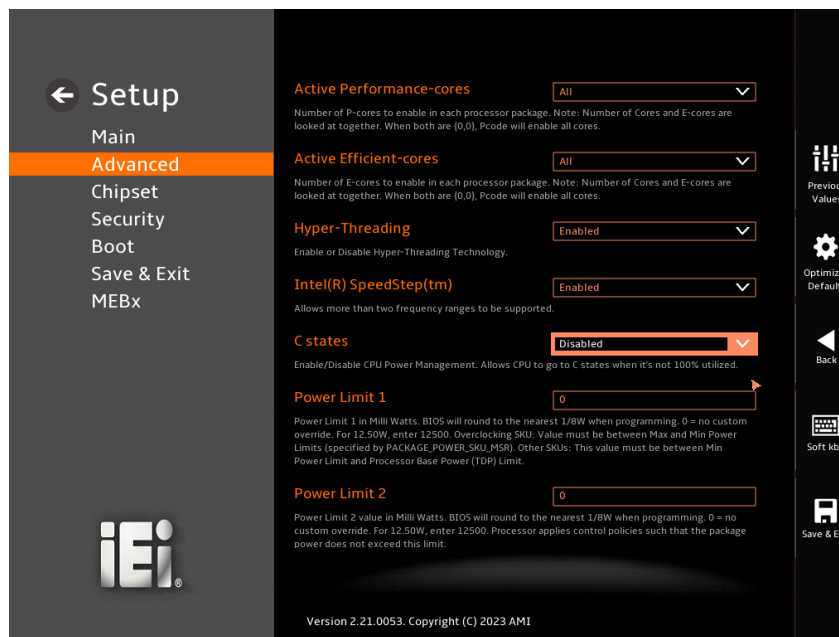 Setup
Main
Advanced
Chipset
Security
Boot
Save & Exit
MEBx
Active Performance-cores
All
Number of P-cores to enable in each processor package. Note: Number of Cores and E-cores are
looked at together. When both are {0,0}, Pcode will enable all cores.
Active Efficient-cores
All
Number of E-cores to enable in each processor package. Note: Number of Cores and E-cores are
looked at together. When both are {0,0}, Pcode will enable all cores.
Hyper-Threading
Enabled
Enable or Disable Hyper-Threading Technology.
Intel(R) SpeedStep(tm)
Enabled
Allows more than two frequency ranges to be supported.
C states
Disabled
Enable/Disable CPU Power Management. Allows CPU to go to C states when it's not 100% utilized.
Power Limit 1
0
Power Limit 1 in Milli Watts. BIOS will round to the nearest 1/8W when programming. 0 = no custom
override. For 12.50W, enter 12500. Overclocking SKU: Value must be between Max and Min Power
Limits (specified by PACKAGE_POWER_SKU_MSR). Other SKUs: This value must be between Min
Power Limit and Processor Base Power (TDP) Limit.
Power Limit 2
0
Power Limit 2 value in Milli Watts. BIOS will round to the nearest 1/8W when programming. 0 = no
custom override. For 12.50W, enter 12500. Processor applies control policies such that the package
power does not exceed this limit.
Version 2.21.0053. Copyright (C) 2023 AMI
iEi
®
Previou
Values
Optimiz
Default
Back
Soft kb
Save & E